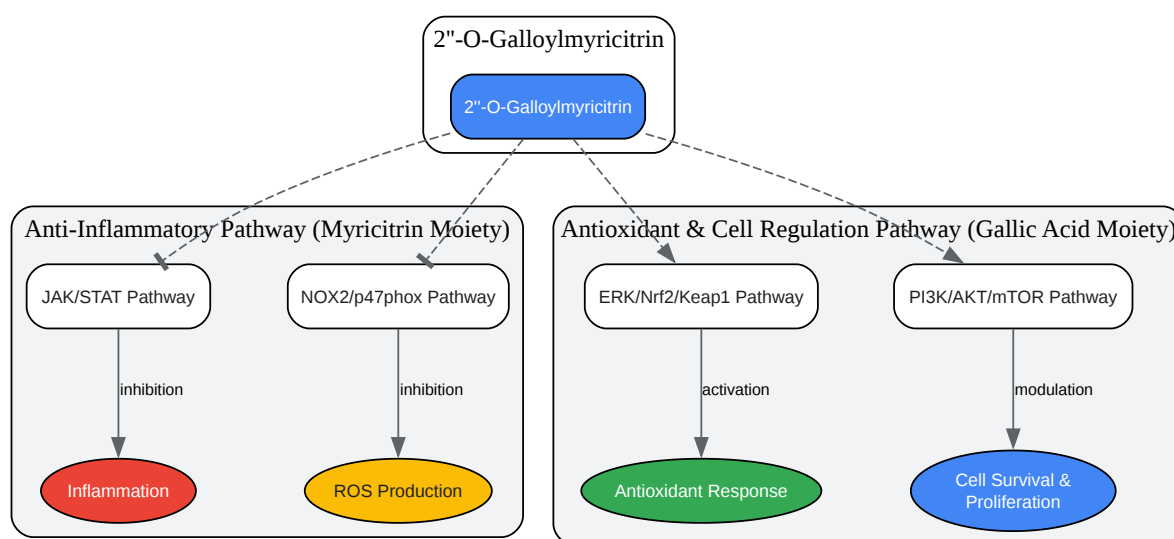 2"-O-Galloylmyricitrin
2"-O-Galloylmyricitrin
Anti-Inflammatory Pathway (Myricitrin Moiety)
Antioxidant & Cell Regulation Pathway (Gallic Acid Moiety)
JAK/STAT Pathway
NOX2/p47phox Pathway
ERK/Nrf2/Keap1 Pathway
PI3K/AKT/mTOR Pathway
inhibition
inhibition
activation
modulation
Inflammation
ROS Production
Antioxidant Response
Cell Survival &
Proliferation